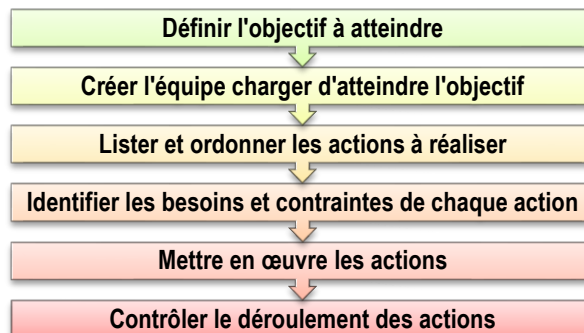 Définir l'objectif à atteindre
Créer l'équipe charger d'atteindre l'objectif
Lister et ordonner les actions à réaliser
Identifier les besoins et contraintes de chaque action
Mettre en œuvre les actions
Contrôler le déroulement des actions